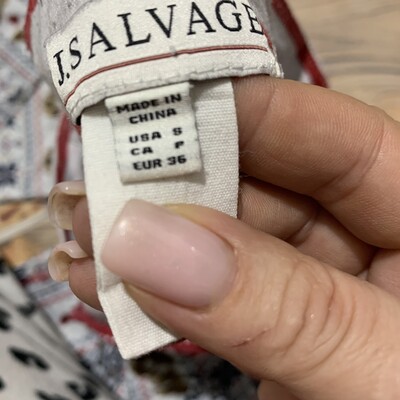 J.SALVAGE
MADE IN
CHINA
USA S
CA P
EUR 36